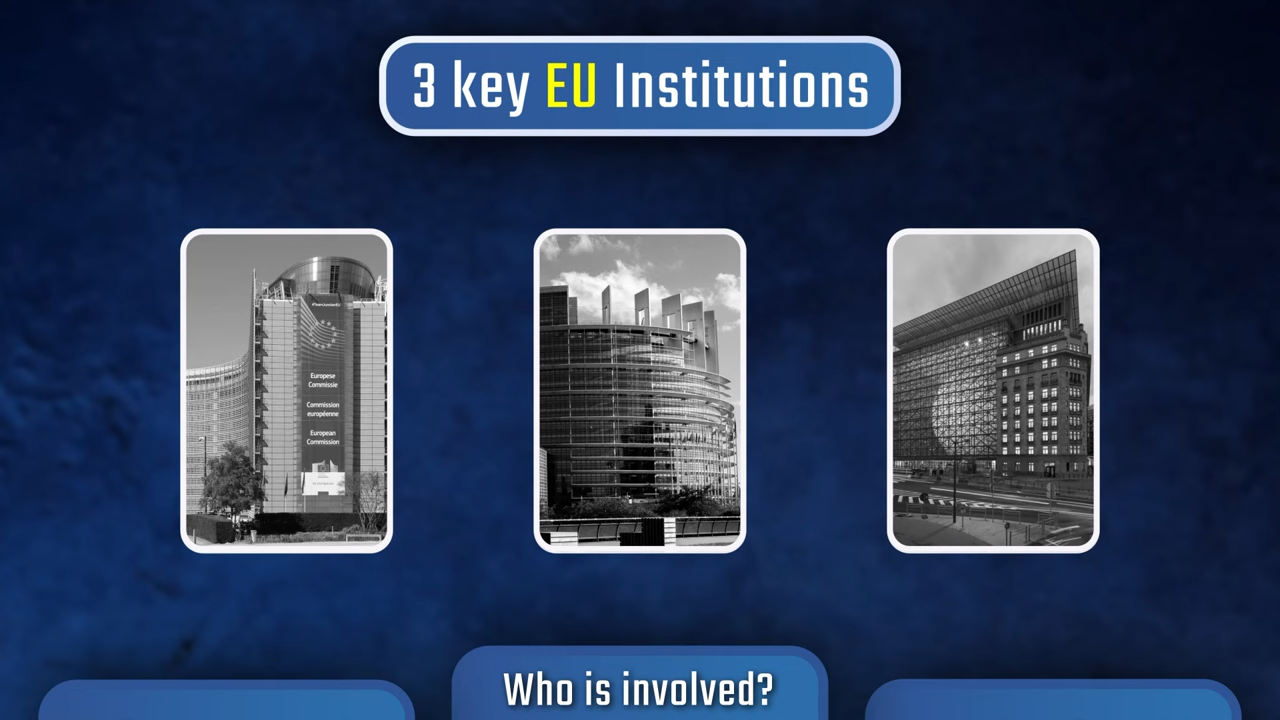 3 key EU Institutions
Europese
Commissie
Commission
européenne
European
Commission
Who is involved?